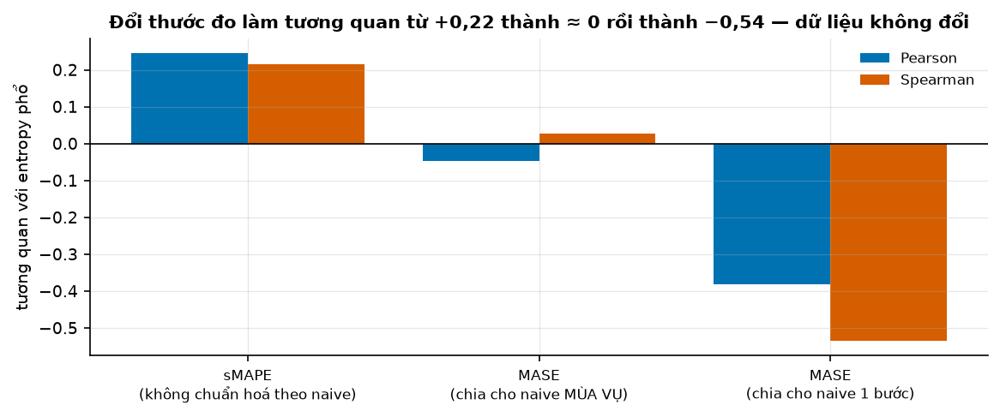 Đổi thước đo làm tương quan từ +0,22 thành ≈ 0 rồi thành −0,54 — dữ liệu không đổi
tương quan với entropy phổ
0.2
0.1
0.0
−0.1
−0.2
−0.3
−0.4
−0.5
Pearson
Spearman
sMAPE
(không chuẩn hoá theo naive)
MASE
(chia cho naive MÙA VỤ)
MASE
(chia cho naive 1 bước)